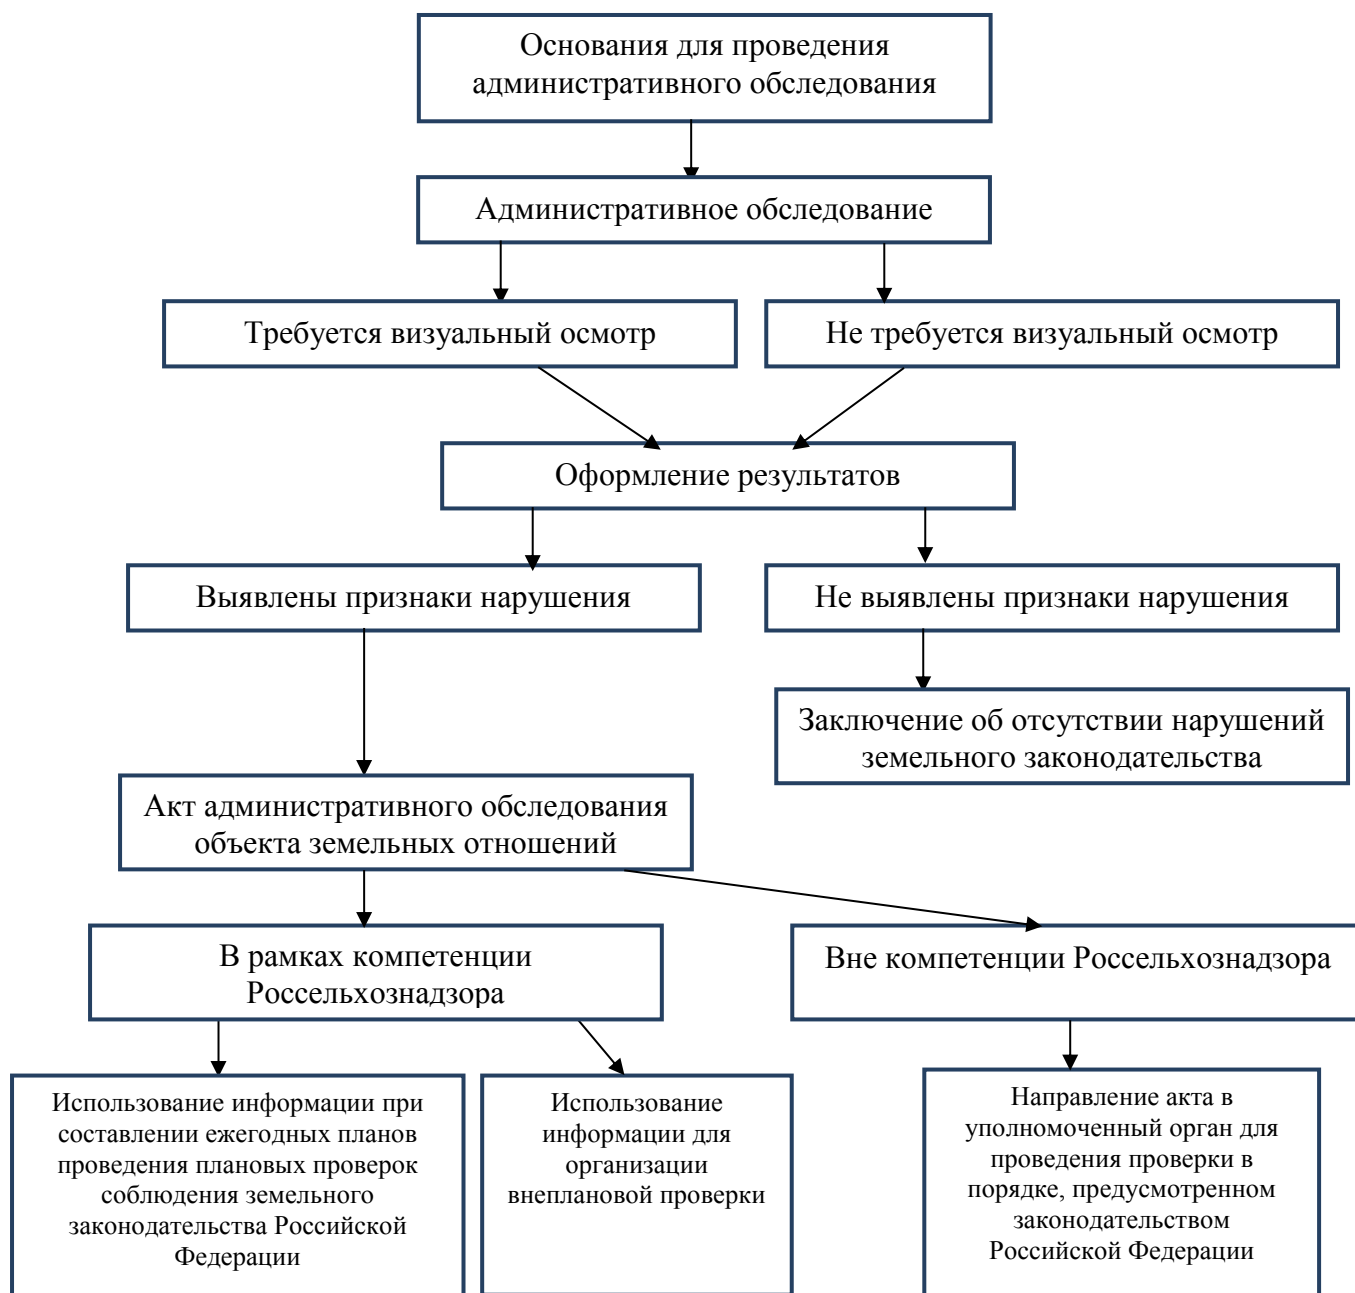 Основания для проведения
административного обследования
Административное обследование
Требуется визуальный осмотр
Не требуется визуальный осмотр
Оформление результатов
Выявлены признаки нарушения
Не выявлены признаки нарушения
Заключение об отсутствии нарушений
земельного законодательства
Акт административного обследования
объекта земельных отношений
В рамках компетенции
Россельхознадзора
Вне компетенции Россельхознадзора
Использование информации при
составлении ежегодных планов
проведения плановых проверок
соблюдения земельного
законодательства Российской
Федерации
Использование
информации для
организации
внеплановой проверки
Направление акта в
уполномоченный орган для
проведения проверки в
порядке, предусмотренном
законодательством
Российской Федерации